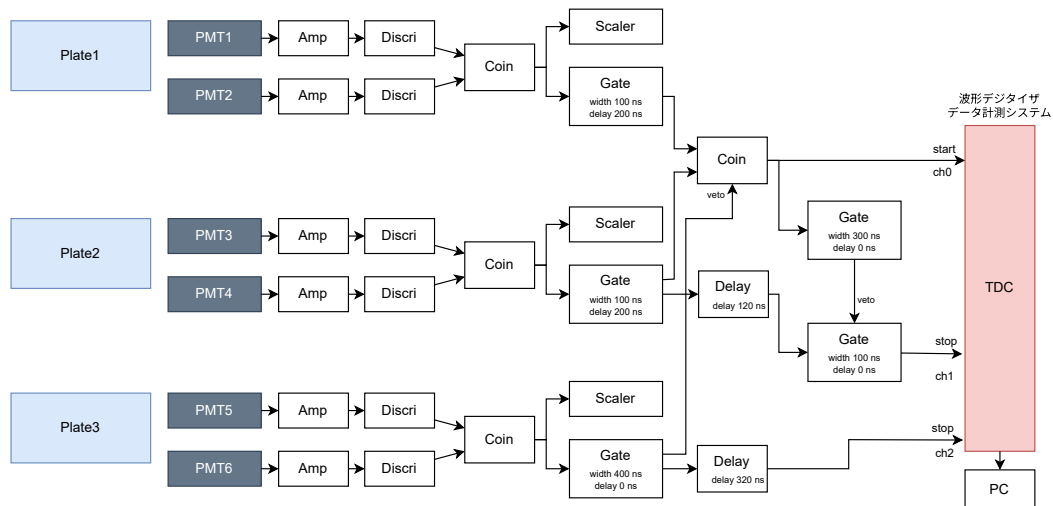 Plate1
PMT1
Amp
Discri
PMT2
Amp
Discri
Coin
Scaler
Gate
width 100 ns
delay 200 ns
Coin
veto
波形デジタイザ
データ計測システム
start
ch0
Plate2
PMT3
Amp
Discri
PMT4
Amp
Discri
Coin
Scaler
Gate
width 100 ns
delay 200 ns
Delay
delay 120 ns
Gate
width 300 ns
delay 0 ns
veto
Gate
width 100 ns
delay 0 ns
TDC
stop
ch1
Plate3
PMT5
Amp
Discri
PMT6
Amp
Discri
Coin
Scaler
Gate
width 400 ns
delay 0 ns
Delay
delay 320 ns
stop
ch2
PC